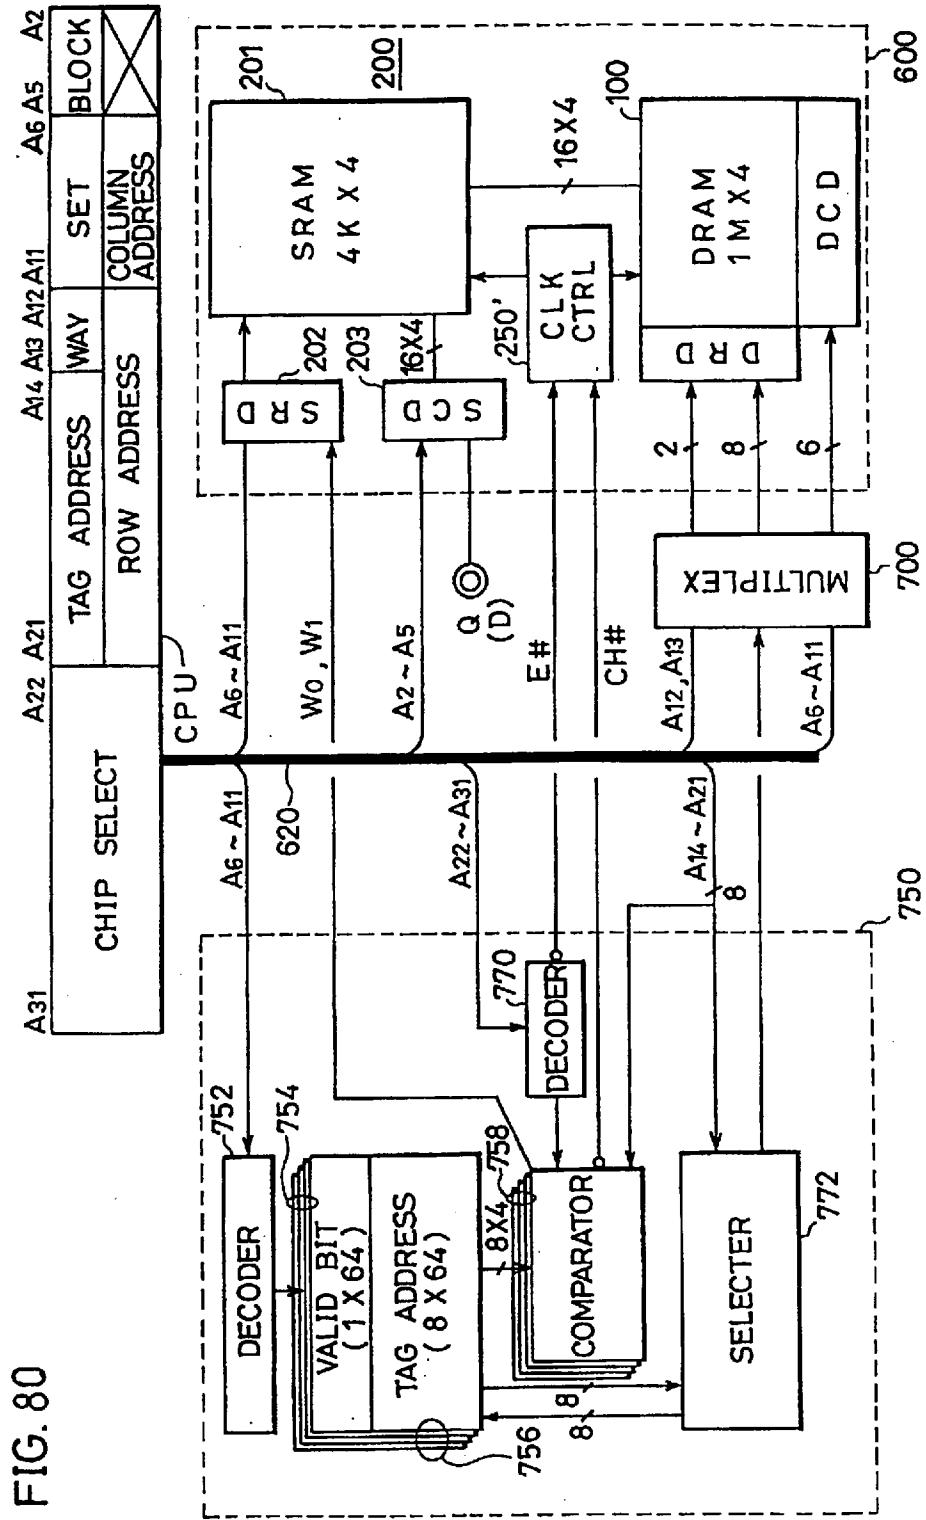 FIG. 80
A31
A22
A21
A14
A13
A12
A11
A6
A5
A2
CHIP SELECT
TAG ADDRESS
WAY
SET
BLOCK
ROW ADDRESS
COLUMN
ADDRESS
CPU
620
A6~A11
A6~A11
W0, W1
A2~A5
A22~A31
Q
(D)
E#
CH#
A12, A13
A14~A21
8
A6~A11
750
752
DECODER
754
VALID BIT
(1 X 64)
TAG ADDRESS
(8 X 64)
756
8X4
758
COMPARATOR
770
DECODER
8
8
SELECTER
772
MULTIPLEX
700
2
8
6
600
200
201
SRAM
4K X 4
202
SRD
203
SCD
16X4
16X4
250'
CLK
CTRL
100
DRAM
1M X 4
DRD
DCD